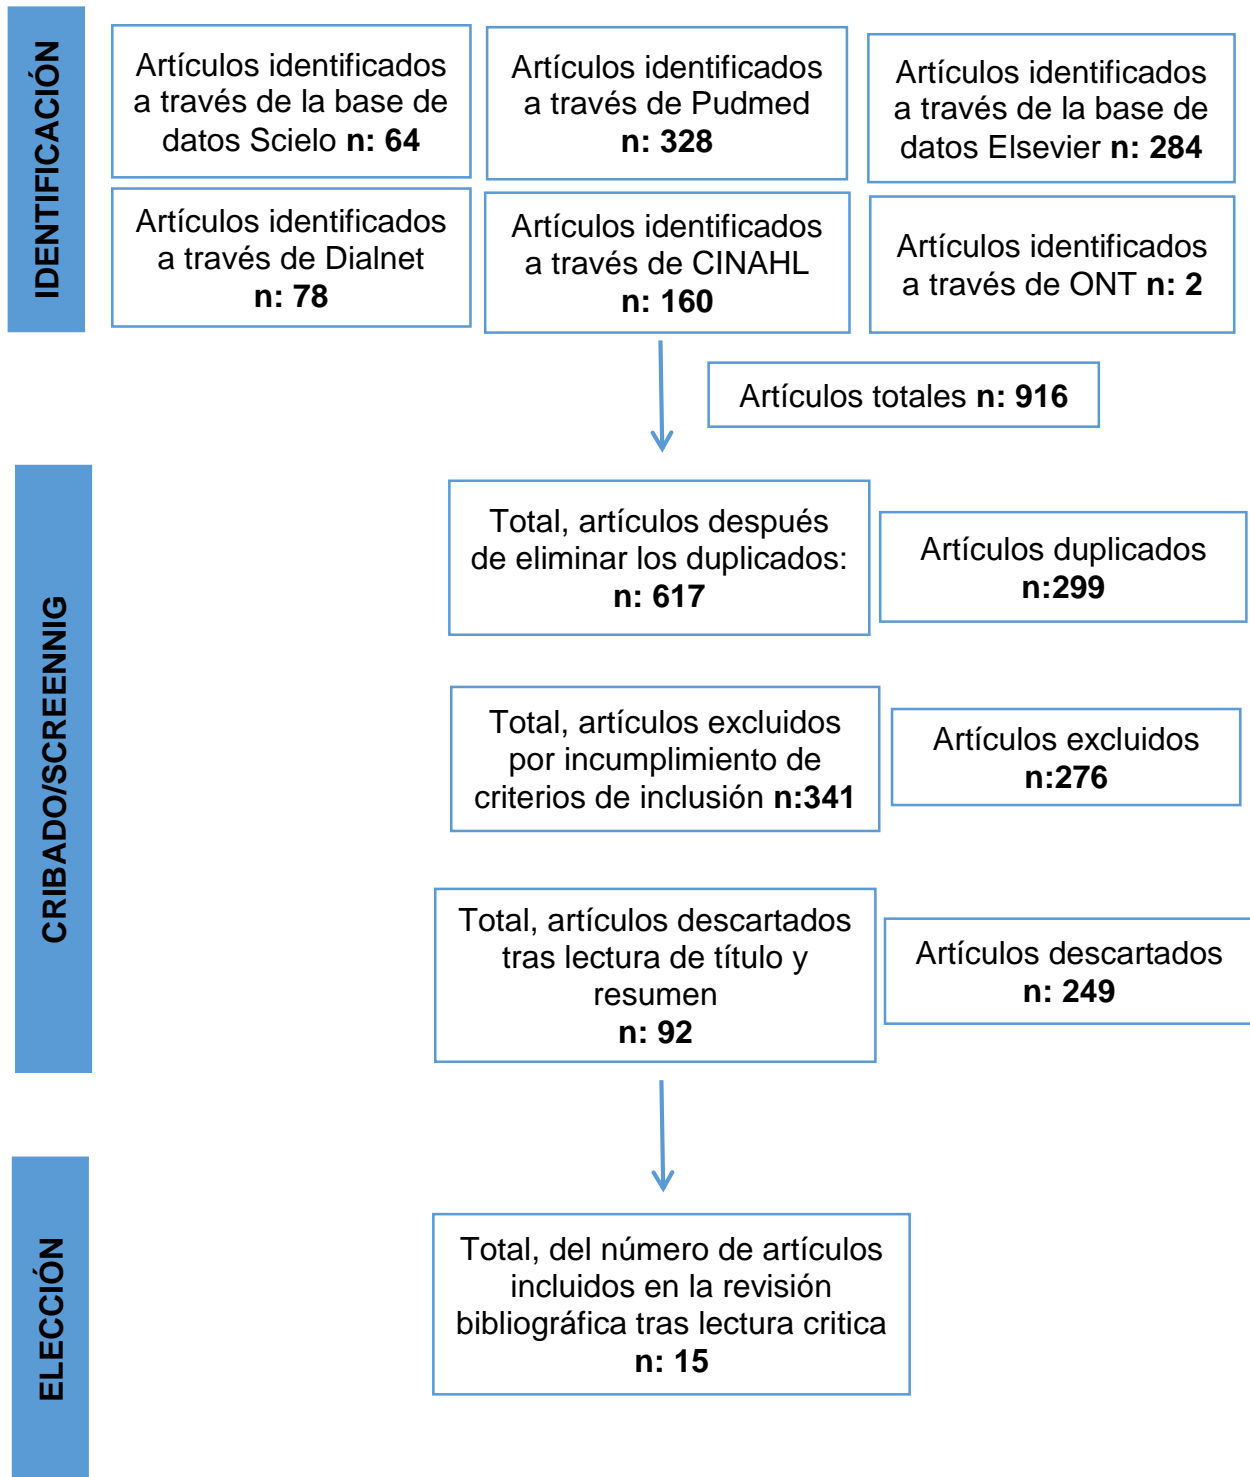 IDENTIFICACIÓN
Artículos identificados
a través de la base de
datos Scielo n: 64
Artículos identificados
a través de Pudmed
n: 328
Artículos identificados
a través de la base de
datos Elsevier n: 284
Artículos identificados
a través de Dialnet
n: 78
Artículos identificados
a través de CINAHL
n: 160
Artículos identificados
a través de ONT n: 2
Artículos totales n: 916
CRIBADO/SCREENNIG
Total, artículos después
de eliminar los duplicados:
n: 617
Artículos duplicados
n:299
Total, artículos excluidos
por incumplimiento de
criterios de inclusión n:341
Artículos excluidos
n:276
Total, artículos descartados
tras lectura de título y
resumen
n: 92
Artículos descartados
n: 249
ELECCIÓN
Total, del número de artículos
incluidos en la revisión
bibliográfica tras lectura critica
n: 15